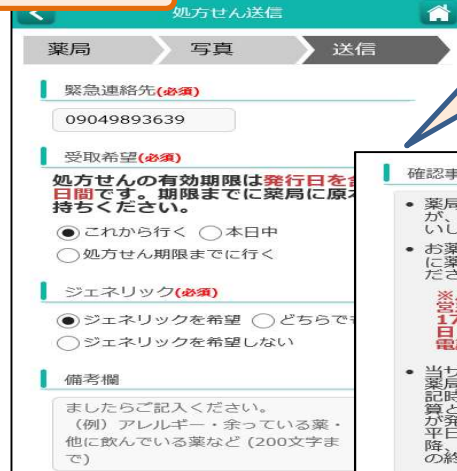 処方せん送信
薬局 写真 送信
緊急連絡先(必須)
09049893639
受取希望(必須)
処方せんの有効期限は発行日を
日間です。期限までに薬局に原
持ちください。
これから行く 本日中
処方せん期限までに行く
ジェネリック(必須)
ジェネリックを希望 どちらで
ジェネリックを希望しない
備考欄
ましたらご記入ください。
(例) アレルギー・余っている薬・
他に飲んでいる薬など (200文字ま
で)
確認事
薬局
が、
いし
お薬
に薬
ださ
営
17
日
電
当サ
薬局
記時
算と
が発
平日
降、
の終